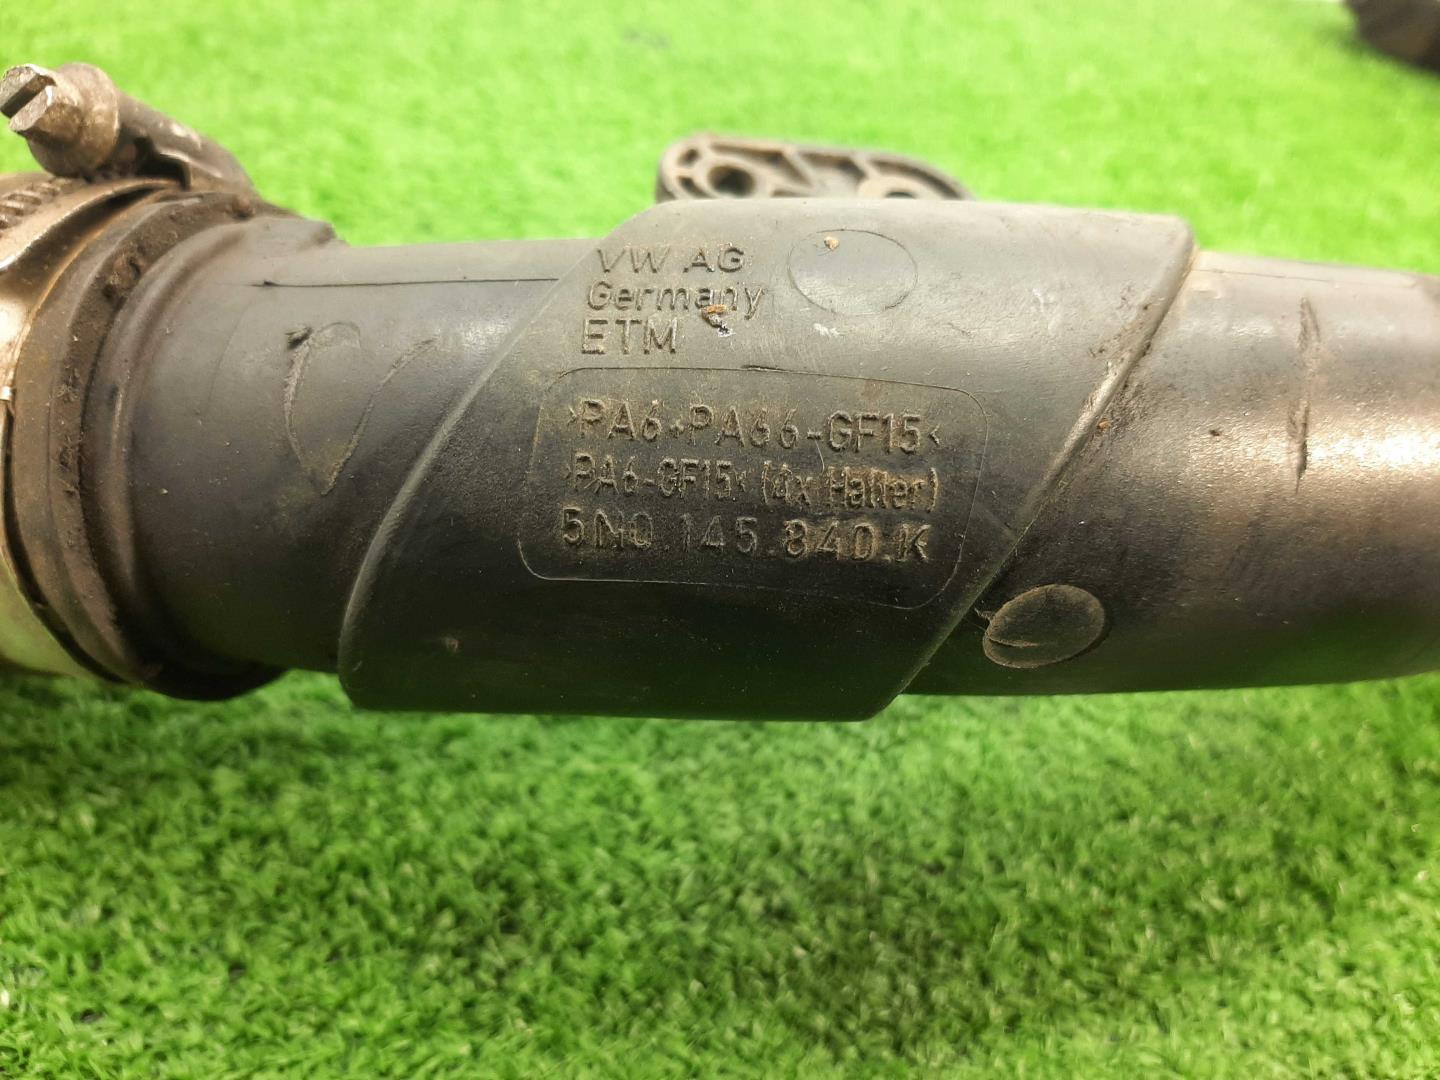 VW AG
Germany
ETM
>PA6+PA66-GF15<
>PA6-GF15< (4x Halter)
5N0.145.840.K